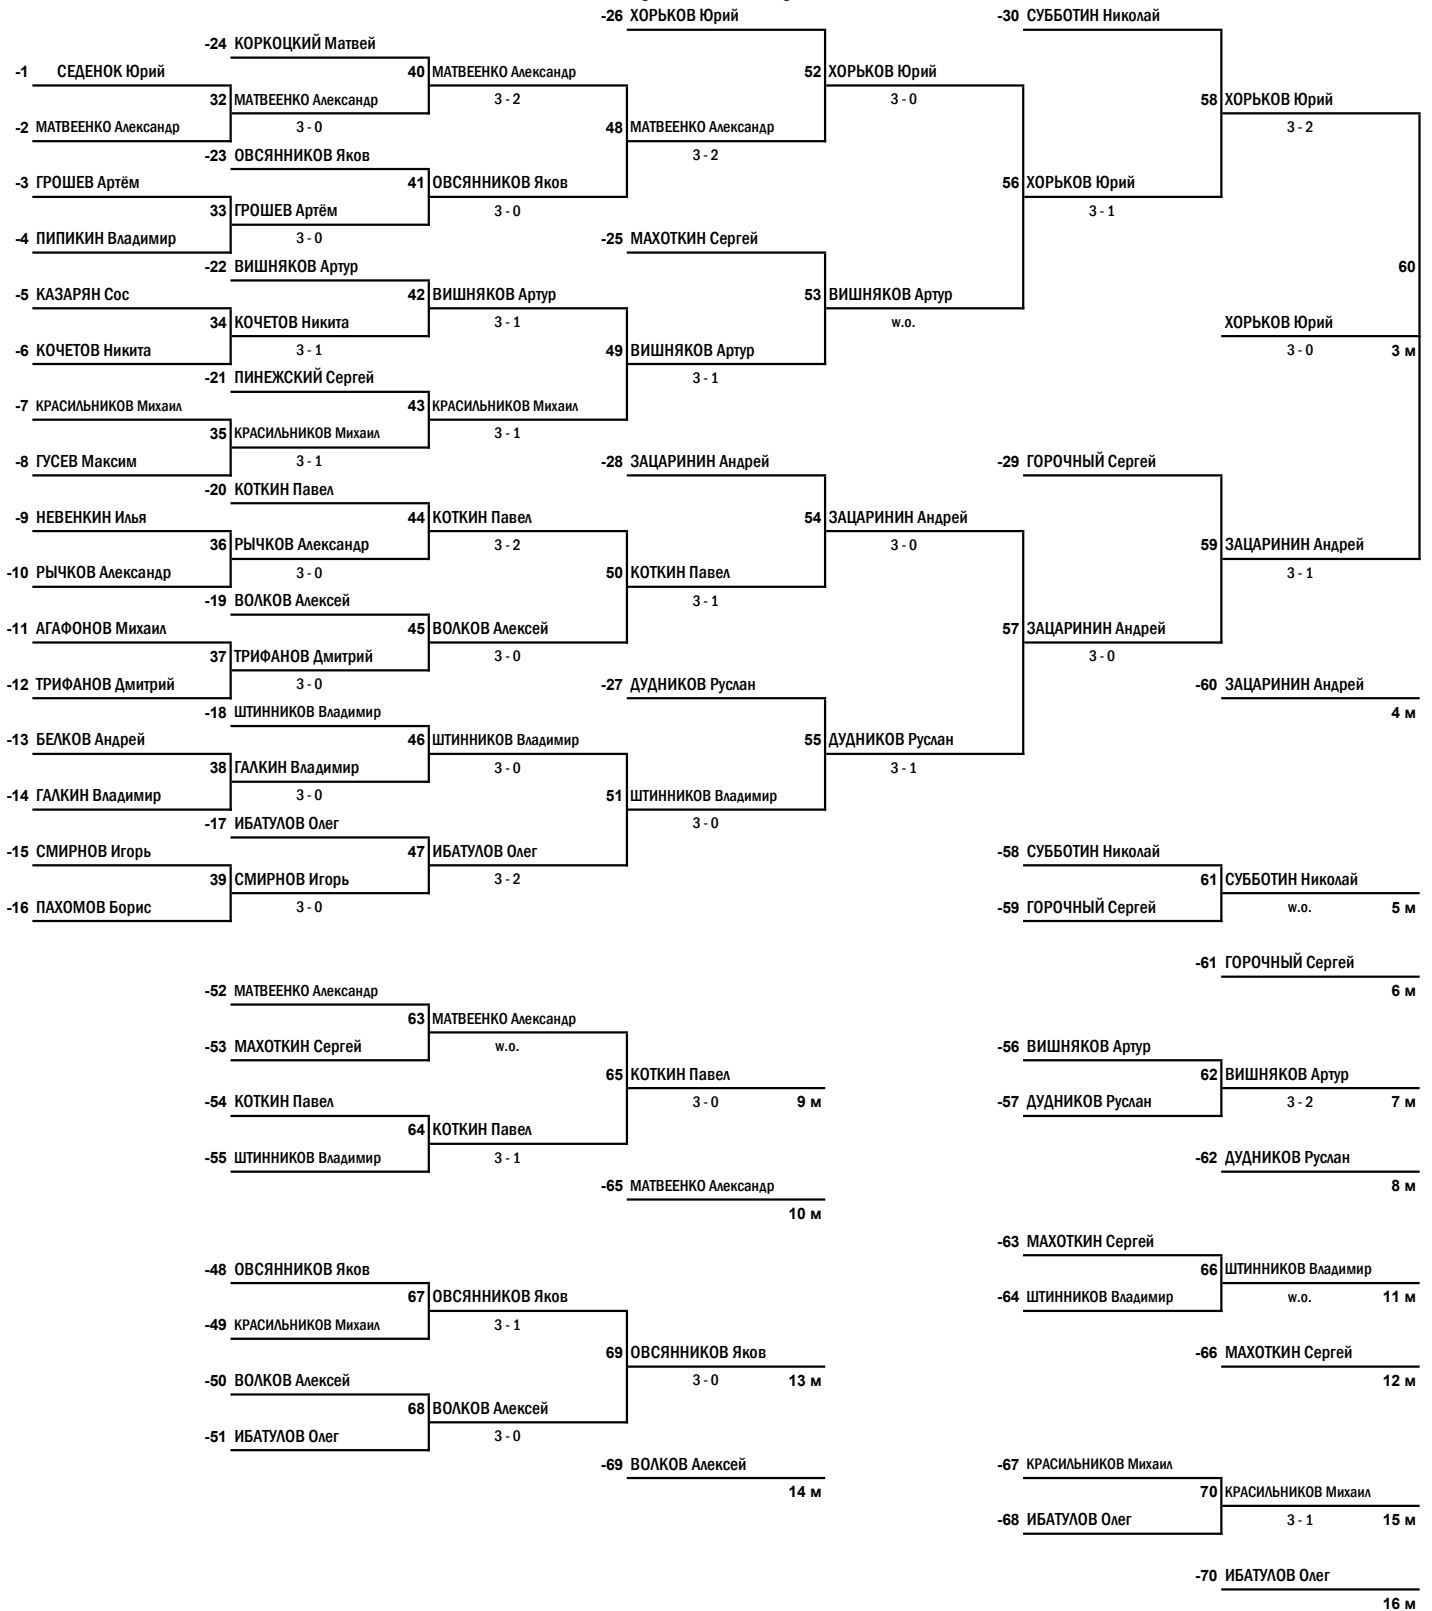 -26 ХОРЬКОВ Юрий -30 СУББОТИН Николай
-24 КОРКОЦКИЙ Матвей
-1 СЕДЕНОК Юрий 40 МАТВЕЕНКО Александр 52 ХОРЬКОВ Юрий
32 МАТВЕЕНКО Александр 3 - 2 3 - 0 58 ХОРЬКОВ Юрий
-2 МАТВЕЕНКО Александр 3 - 0 48 МАТВЕЕНКО Александр 3 - 2
-23 ОВСЯННИКОВ Яков 3 - 2
-3 ГРОШЕВ Артём 41 ОВСЯННИКОВ Яков 56 ХОРЬКОВ Юрий
33 ГРОШЕВ Артём 3 - 0 3 - 1
-4 ПИПИКИН Владимир 3 - 0 -25 МАХОТКИН Сергей
-22 ВИШНЯКОВ Артур 60
-5 КАЗАРЯН Сос 42 ВИШНЯКОВ Артур 53 ВИШНЯКОВ Артур
34 КОЧЕТОВ Никита 3 - 1 w.o. ХОРЬКОВ Юрий
-6 КОЧЕТОВ Никита 3 - 1 49 ВИШНЯКОВ Артур 3 - 0 3 м
-21 ПИНЕЖСКИЙ Сергей 3 - 1
-7 КРАСИЛЬНИКОВ Михаил 43 КРАСИЛЬНИКОВ Михаил
35 КРАСИЛЬНИКОВ Михаил 3 - 1
-8 ГУСЕВ Максим 3 - 1 -28 ЗАЦАРИНИН Андрей -29 ГОРОЧНЫЙ Сергей
-20 КОТКИН Павел
-9 НЕВЕНКИН Илья 44 КОТКИН Павел 54 ЗАЦАРИНИН Андрей
36 РЫЧКОВ Александр 3 - 2 3 - 0 59 ЗАЦАРИНИН Андрей
-10 РЫЧКОВ Александр 3 - 0 50 КОТКИН Павел 3 - 1
-19 ВОЛКОВ Алексей 3 - 1
-11 АГАФОНОВ Михаил 45 ВОЛКОВ Алексей 57 ЗАЦАРИНИН Андрей
37 ТРИФАНОВ Дмитрий 3 - 0 3 - 0
-12 ТРИФАНОВ Дмитрий 3 - 0 -27 ДУДНИКОВ Руслан -60 ЗАЦАРИНИН Андрей
-18 ШТИННИКОВ Владимир 4 м
-13 БЕЛКОВ Андрей 46 ШТИННИКОВ Владимир 55 ДУДНИКОВ Руслан
38 ГАЛКИН Владимир 3 - 0 3 - 1
-14 ГАЛКИН Владимир 3 - 0 51 ШТИННИКОВ Владимир
-17 ИБАТУЛОВ Олег 3 - 0
-15 СМИРНОВ Игорь 47 ИБАТУЛОВ Олег -58 СУББОТИН Николай
39 СМИРНОВ Игорь 3 - 2 61 СУББОТИН Николай
-16 ПАХОМОВ Борис 3 - 0 -59 ГОРОЧНЫЙ Сергей w.o. 5 м
-61 ГОРОЧНЫЙ Сергей
-52 МАТВЕЕНКО Александр 6 м
63 МАТВЕЕНКО Александр
-53 МАХОТКИН Сергей w.o. -56 ВИШНЯКОВ Артур
65 КОТКИН Павел 62 ВИШНЯКОВ Артур
-54 КОТКИН Павел 3 - 0 9 м -57 ДУДНИКОВ Руслан 3 - 2 7 м
64 КОТКИН Павел
-55 ШТИННИКОВ Владимир 3 - 1 -62 ДУДНИКОВ Руслан
-65 МАТВЕЕНКО Александр 8 м
10 м
-63 МАХОТКИН Сергей
-48 ОВСЯННИКОВ Яков 66 ШТИННИКОВ Владимир
67 ОВСЯННИКОВ Яков -64 ШТИННИКОВ Владимир w.o. 11 м
-49 КРАСИЛЬНИКОВ Михаил 3 - 1
69 ОВСЯННИКОВ Яков -66 МАХОТКИН Сергей
-50 ВОЛКОВ Алексей 3 - 0 13 м 12 м
68 ВОЛКОВ Алексей
-51 ИБАТУЛОВ Олег 3 - 0
-69 ВОЛКОВ Алексей -67 КРАСИЛЬНИКОВ Михаил
14 м 70 КРАСИЛЬНИКОВ Михаил
-68 ИБАТУЛОВ Олег 3 - 1 15 м
-70 ИБАТУЛОВ Олег
16 м